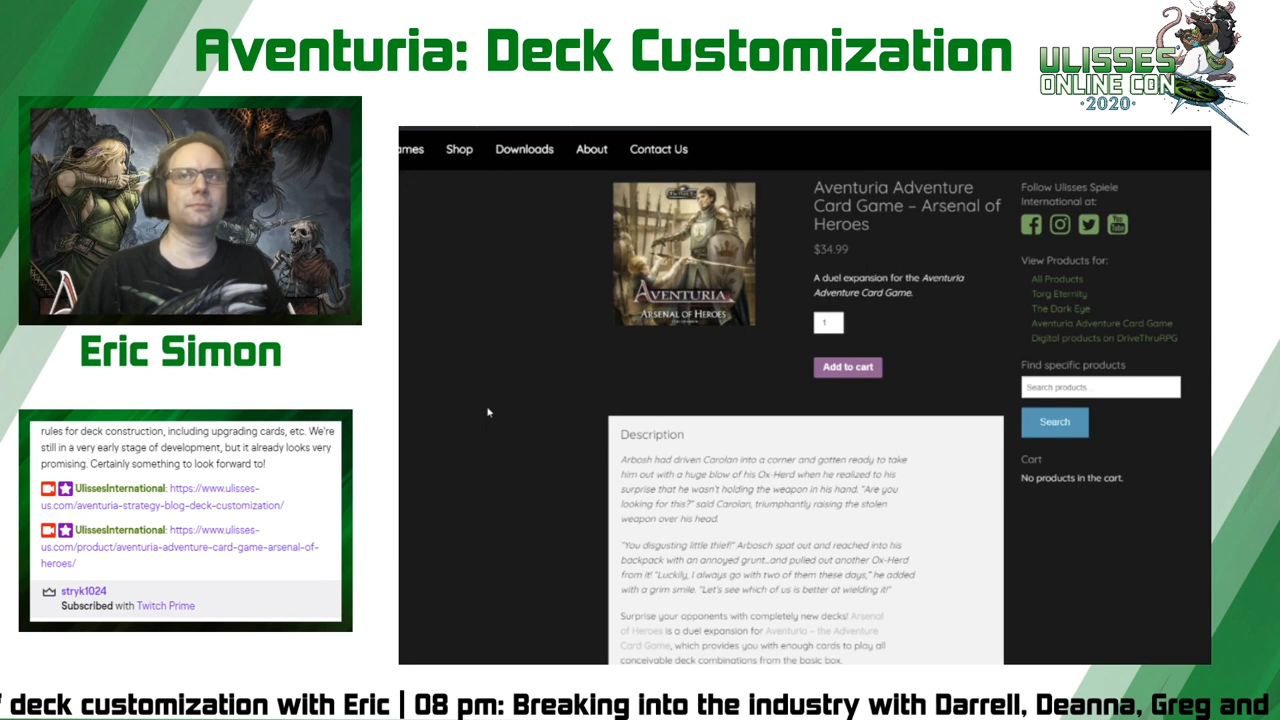 Aventuria: Deck Customization
ULISSES
ONLINE CON
·2020·
Eric Simon
rules for deck construction, including upgrading cards, etc. We're
still in a very early stage of development, but it already looks very
promising. Certainly something to look forward to!
UlissesInternational: https://www.ulisses-
us.com/aventuria-strategy-blog-deck-customization/
UlissesInternational: https://www.ulisses-
us.com/product/aventuria-adventure-card-game-arsenal-of-
heroes/
stryk1024
Subscribed with Twitch Prime
ames Shop Downloads About Contact Us
AVENTURIA
ARSENAL OF HEROES
Aventuria Adventure
Card Game – Arsenal of
Heroes
$34.99
A duel expansion for the Aventuria
Adventure Card Game.
1
Add to cart
Follow Ulisses Spiele
International at:
You
Tube
View Products for:
All Products
Torg Eternity
The Dark Eye
Aventuria Adventure Card Game
Digital products on DriveThruRPG
Find specific products
Search products...
Search
Cart
No products in the cart.
Description
Arbosh had driven Carolan into a corner and gotten ready to take
him out with a huge blow of his Ox-Herd when he realized to his
surprise that he wasn't holding the weapon in his hand. "Are you
looking for this?" said Carolan, triumphantly raising the stolen
weapon over his head.
"You disgusting little thief!" Arbosch spat out and reached into his
backpack with an annoyed grunt...and pulled out another Ox-Herd
from it! "Luckily, I always go with two of them these days," he added
with a grim smile. "Let's see which of us is better at wielding it!"
Surprise your opponents with completely new decks! Arsenal
of Heroes is a duel expansion for Aventuria – the Adventure
Card Game, which provides you with enough cards to play all
conceivable deck combinations from the basic box.
deck customization with Eric | 08 pm: Breaking into the industry with Darrell, Deanna, Greg and